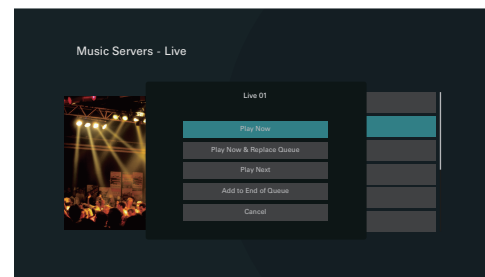 Music Servers - Live
Live 01
Play Now
Play Now & Replace Queue
Play Next
Add to End of Queue
Cancel